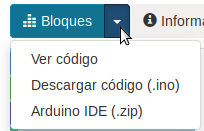 Bloques Informa
Ver código
Descargar código (.ino)
Arduino IDE (.zip)